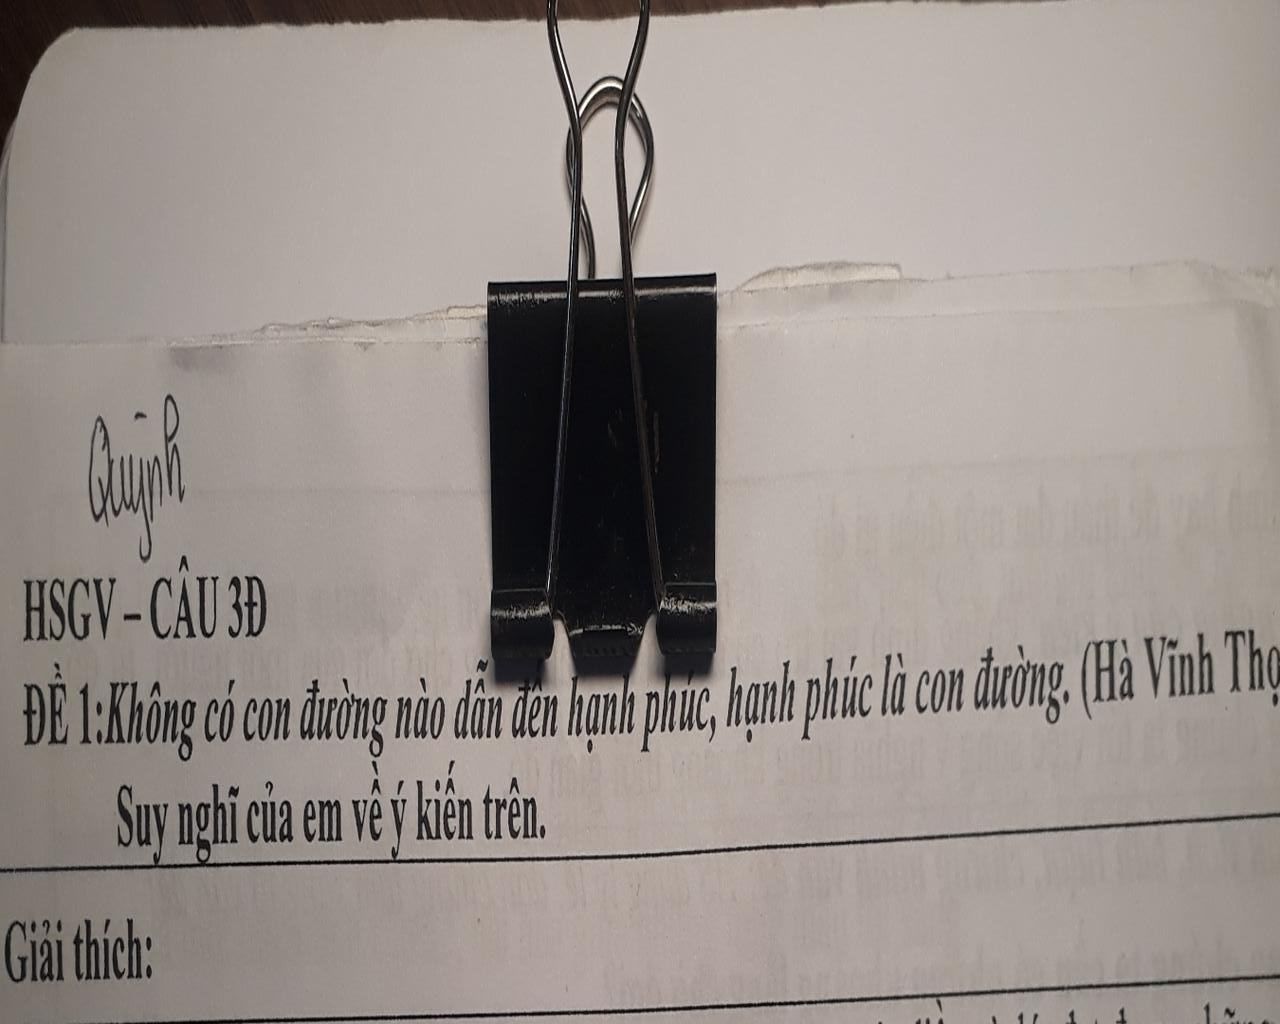 Quỳnh
HSGV – CÂU 3Đ
ĐỀ 1:Không có con đường nào dẫn đến hạnh phúc, hạnh phúc là con đường. (Hà Vĩnh Thọ
Suy nghĩ của em về ý kiến trên.
Giải thích: